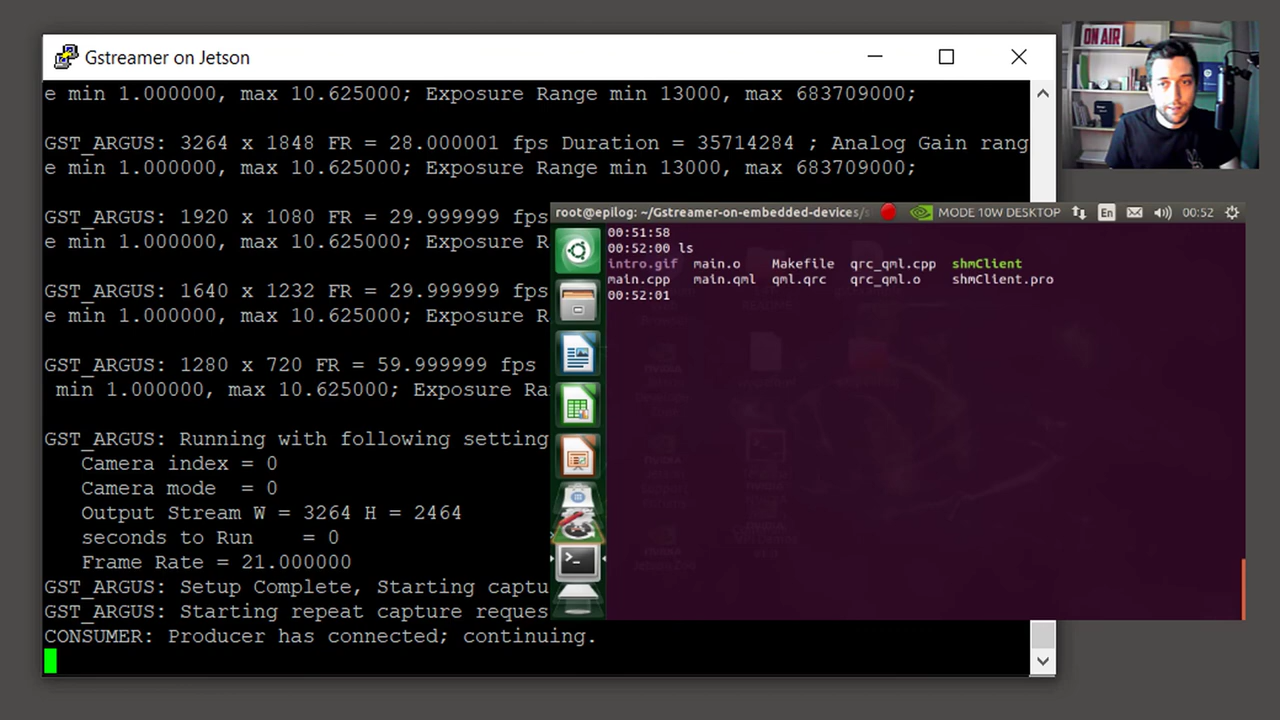 Gstreamer on Jetson
ON AIR
e min 1.000000, max 10.625000; Exposure Range min 13000, max 683709000;
GST_ARGUS: 3264 x 1848 FR = 28.000001 fps Duration = 35714284 ; Analog Gain rang
e min 1.000000, max 10.625000; Exposure Range min 13000, max 683709000;
GST_ARGUS: 1920 x 1080 FR = 29.999999 fps
e min 1.000000, max 10.625000; Exposure R
GST_ARGUS: 1640 x 1232 FR = 29.999999 fps
e min 1.000000, max 10.625000; Exposure R
GST_ARGUS: 1280 x 720 FR = 59.999999 fps
min 1.000000, max 10.625000; Exposure Ra
GST_ARGUS: Running with following setting
Camera index = 0
Camera mode = 0
Output Stream W = 3264 H = 2464
seconds to Run = 0
Frame Rate = 21.000000
GST_ARGUS: Setup Complete, Starting captu
GST_ARGUS: Starting repeat capture reques
CONSUMER: Producer has connected; continuing.
root@epilog: ~/Gstreamer-on-embedded-devices/s MODE 10W DESKTOP En 00:52
00:51:58
00:52:00 ls
intro.gif main.o Makefile qrc_qml.cpp shmClient
main.cpp main.qml qml.qrc qrc_qml.o shmClient.pro
00:52:01